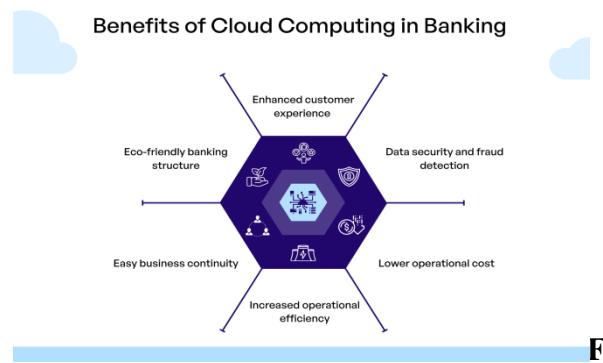 Benefits of Cloud Computing in Banking
Enhanced customer
experience
Eco-friendly banking
structure
Data security and fraud
detection
Easy business continuity
Lower operational cost
Increased operational
efficiency